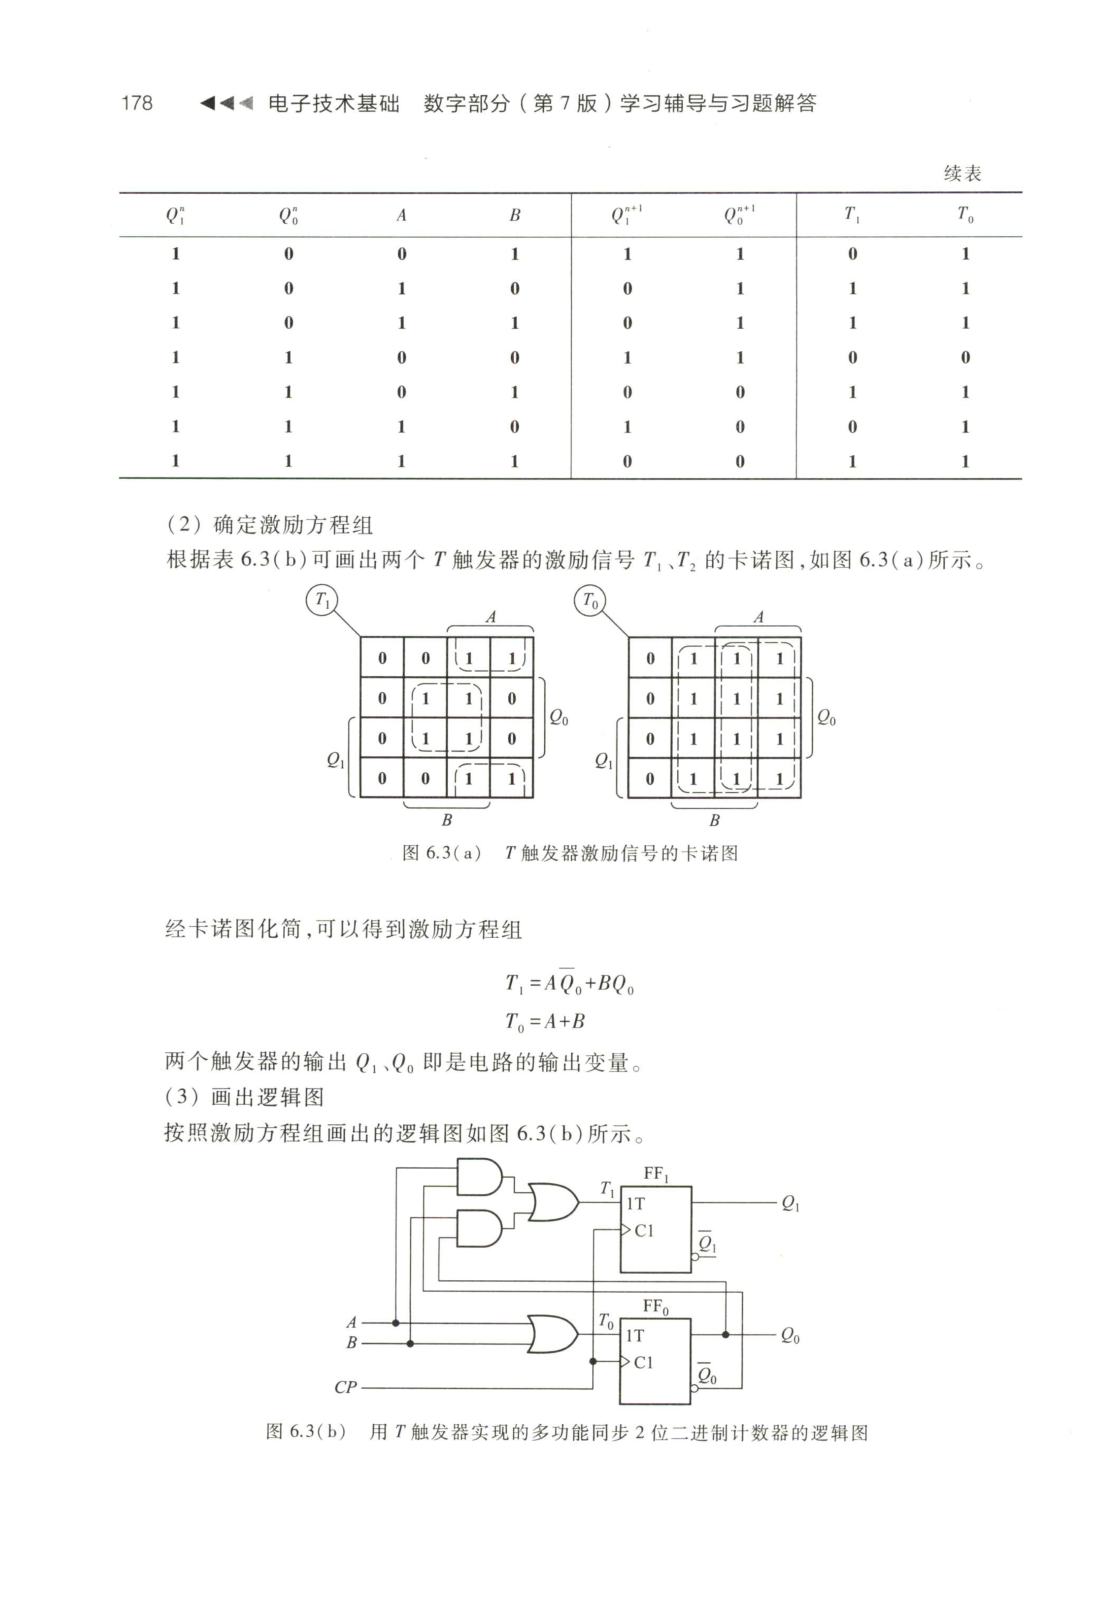 178 电子技术基础 数字部分(第7版)学习辅导与习题解答
续表
Q₁ⁿ Q₀ⁿ A B Q₁ⁿ⁺¹ Q₀ⁿ⁺¹ T₁ T₀
1 0 0 1 1 1 0 1
1 0 1 0 0 1 1 1
1 0 1 1 0 1 1 1
1 1 0 0 1 1 0 0
1 1 0 1 0 0 1 1
1 1 1 0 1 0 0 1
1 1 1 1 0 0 1 1
(2) 确定激励方程组
根据表 6.3(b)可画出两个 T 触发器的激励信号 T₁、T₂ 的卡诺图,如图 6.3(a)所示。
T₁ T₀
A A
0 0 1 1 0 1 1 1
0 1 1 0 0 1 1 1
Q₀ Q₀
0 1 1 0 0 1 1 1
Q₁ Q₁
0 0 1 1 0 1 1 1
B B
图 6.3(a) T 触发器激励信号的卡诺图
经卡诺图化简,可以得到激励方程组
T₁=AQ̅₀+BQ₀
T₀=A+B
两个触发器的输出 Q₁、Q₀ 即是电路的输出变量。
(3) 画出逻辑图
按照激励方程组画出的逻辑图如图 6.3(b)所示。
FF₁
T₁ 1T Q₁
C1
Q̅₁
FF₀
A T₀
B 1T Q₀
C1
Q̅₀
CP
图 6.3(b) 用 T 触发器实现的多功能同步 2 位二进制计数器的逻辑图